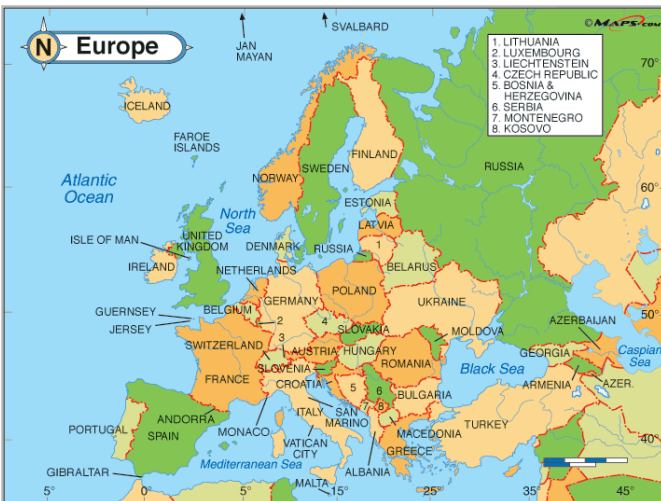 SVALBARD
JAN
MAYAN
© MAPS.COM
N Europe
1. LITHUANIA
2. LUXEMBOURG
3. LIECHTENSTEIN
4. CZECH REPUBLIC
5. BOSNIA &
HERZEGOVINA
6. SERBIA
7. MONTENEGRO
8. KOSOVO
70°
ICELAND
FAROE
ISLANDS
FINLAND
SWEDEN
RUSSIA
NORWAY
Atlantic
Ocean
60°
ESTONIA
North
Sea
LATVIA
ISLE OF MAN
UNITED
KINGDOM
DENMARK
RUSSIA
1
BELARUS
IRELAND
NETHERLANDS
POLAND
GERMANY
UKRAINE
GUERNSEY
JERSEY
BELGIUM
2
4
50°
AZERBAIJAN
SLOVAKIA
MOLDOVA
3
SWITZERLAND
AUSTRIA
HUNGARY
GEORGIA
Caspian
Sea
ROMANIA
SLOVENIA
Black Sea
FRANCE
CROATIA
5
6
BULGARIA
ARMENIA
AZER.
ANDORRA
ITALY
SAN
MARINO
7
8
PORTUGAL
SPAIN
MONACO
VATICAN
CITY
MACEDONIA
TURKEY
40°
GREECE
Mediterranean Sea
ALBANIA
GIBRALTAR
MALTA
5°
0°
5°
15°
25°
35°
45°